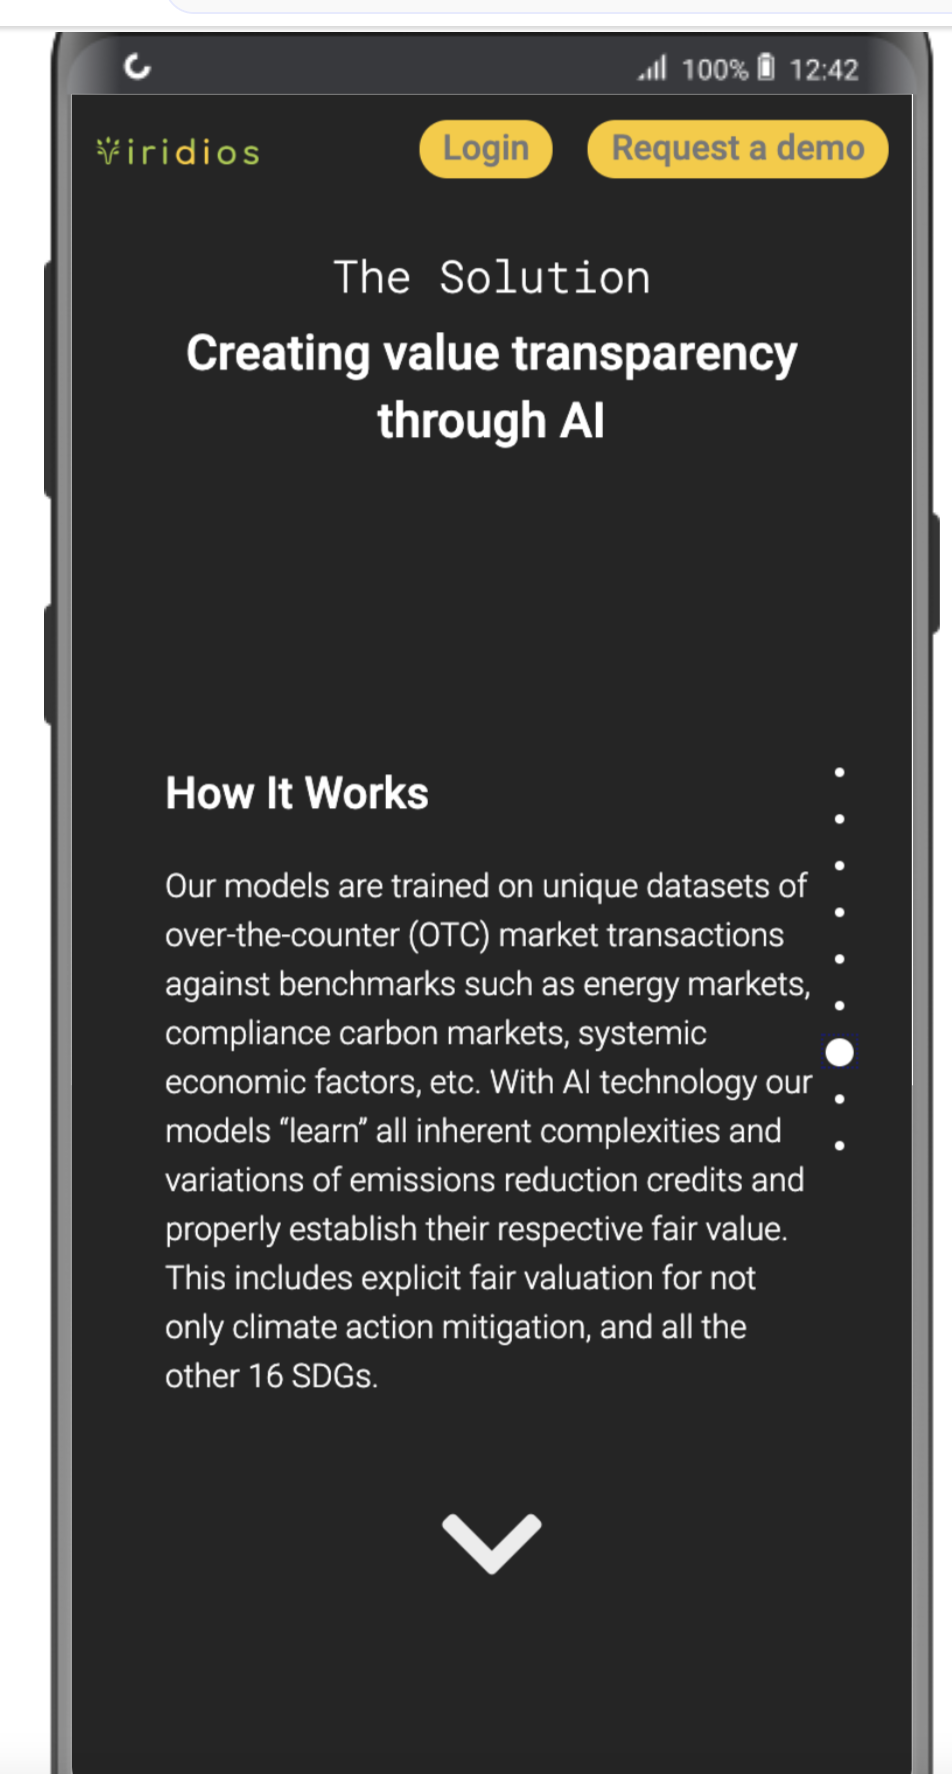 100% 12:42
Viridios
Login
Request a demo
The Solution
Creating value transparency
through AI
How It Works
Our models are trained on unique datasets of
over-the-counter (OTC) market transactions
against benchmarks such as energy markets,
compliance carbon markets, systemic
economic factors, etc. With AI technology our
models “learn” all inherent complexities and
variations of emissions reduction credits and
properly establish their respective fair value.
This includes explicit fair valuation for not
only climate action mitigation, and all the
other 16 SDGs.